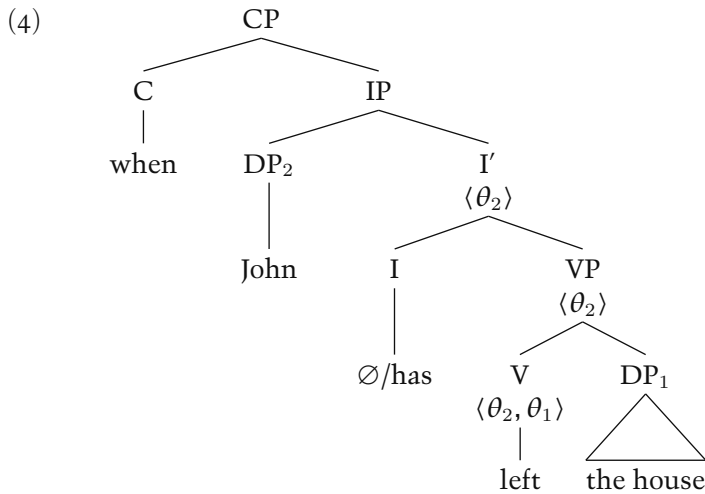 (4) CP
C IP
when DP₂ I′
⟨θ₂⟩
John I VP
⟨θ₂⟩
∅/has V DP₁
⟨θ₂, θ₁⟩
left the house